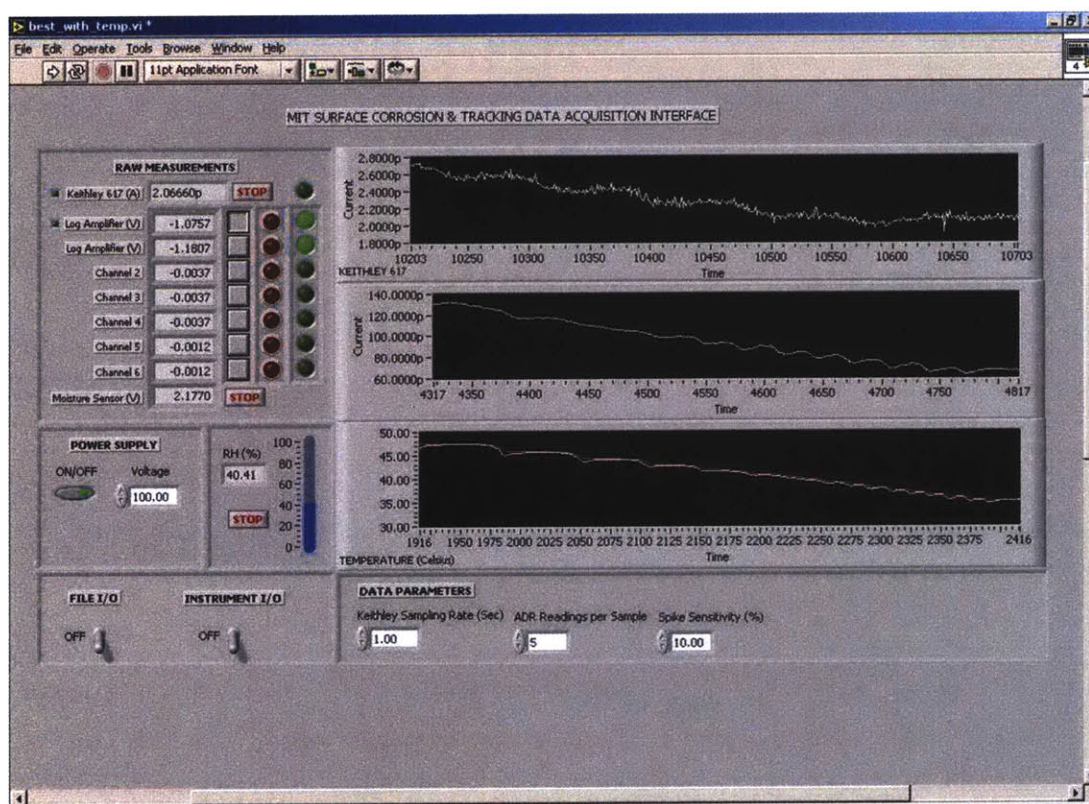 best_with_temp.vi *
File Edit Operate Tools Browse Window Help
11pt Application Font
4
MIT SURFACE CORROSION & TRACKING DATA ACQUISITION INTERFACE
RAW MEASUREMENTS
Keithley 617 (A) 2.06660p STOP
Log Amplifier (V) -1.0757
Log Amplifier (V) -1.1807
Channel 2 -0.0037
Channel 3 -0.0037
Channel 4 -0.0037
Channel 5 -0.0012
Channel 6 -0.0012
Moisture Sensor (V) 2.1770 STOP
Current
2.8000p
2.6000p
2.4000p
2.2000p
2.0000p
1.8000p
10203 10250 10300 10350 10400 10450 10500 10550 10600 10650 10703
KEITHLEY 617 Time
Current
140.0000p
120.0000p
100.0000p
80.0000p
60.0000p
4317 4350 4400 4450 4500 4550 4600 4650 4700 4750 4817
Time
50.00
45.00
40.00
35.00
30.00
1916 1950 1975 2000 2025 2050 2075 2100 2125 2150 2175 2200 2225 2250 2275 2300 2325 2350 2375 2416
TEMPERATURE (Celsius) Time
POWER SUPPLY
ON/OFF Voltage
100.00
RH (%)
40.41
STOP
100
80
60
40
20
0
FILE I/O INSTRUMENT I/O
OFF OFF
DATA PARAMETERS
Keithley Sampling Rate (Sec) ADR Readings per Sample Spike Sensitivity (%)
1.00 5 10.00